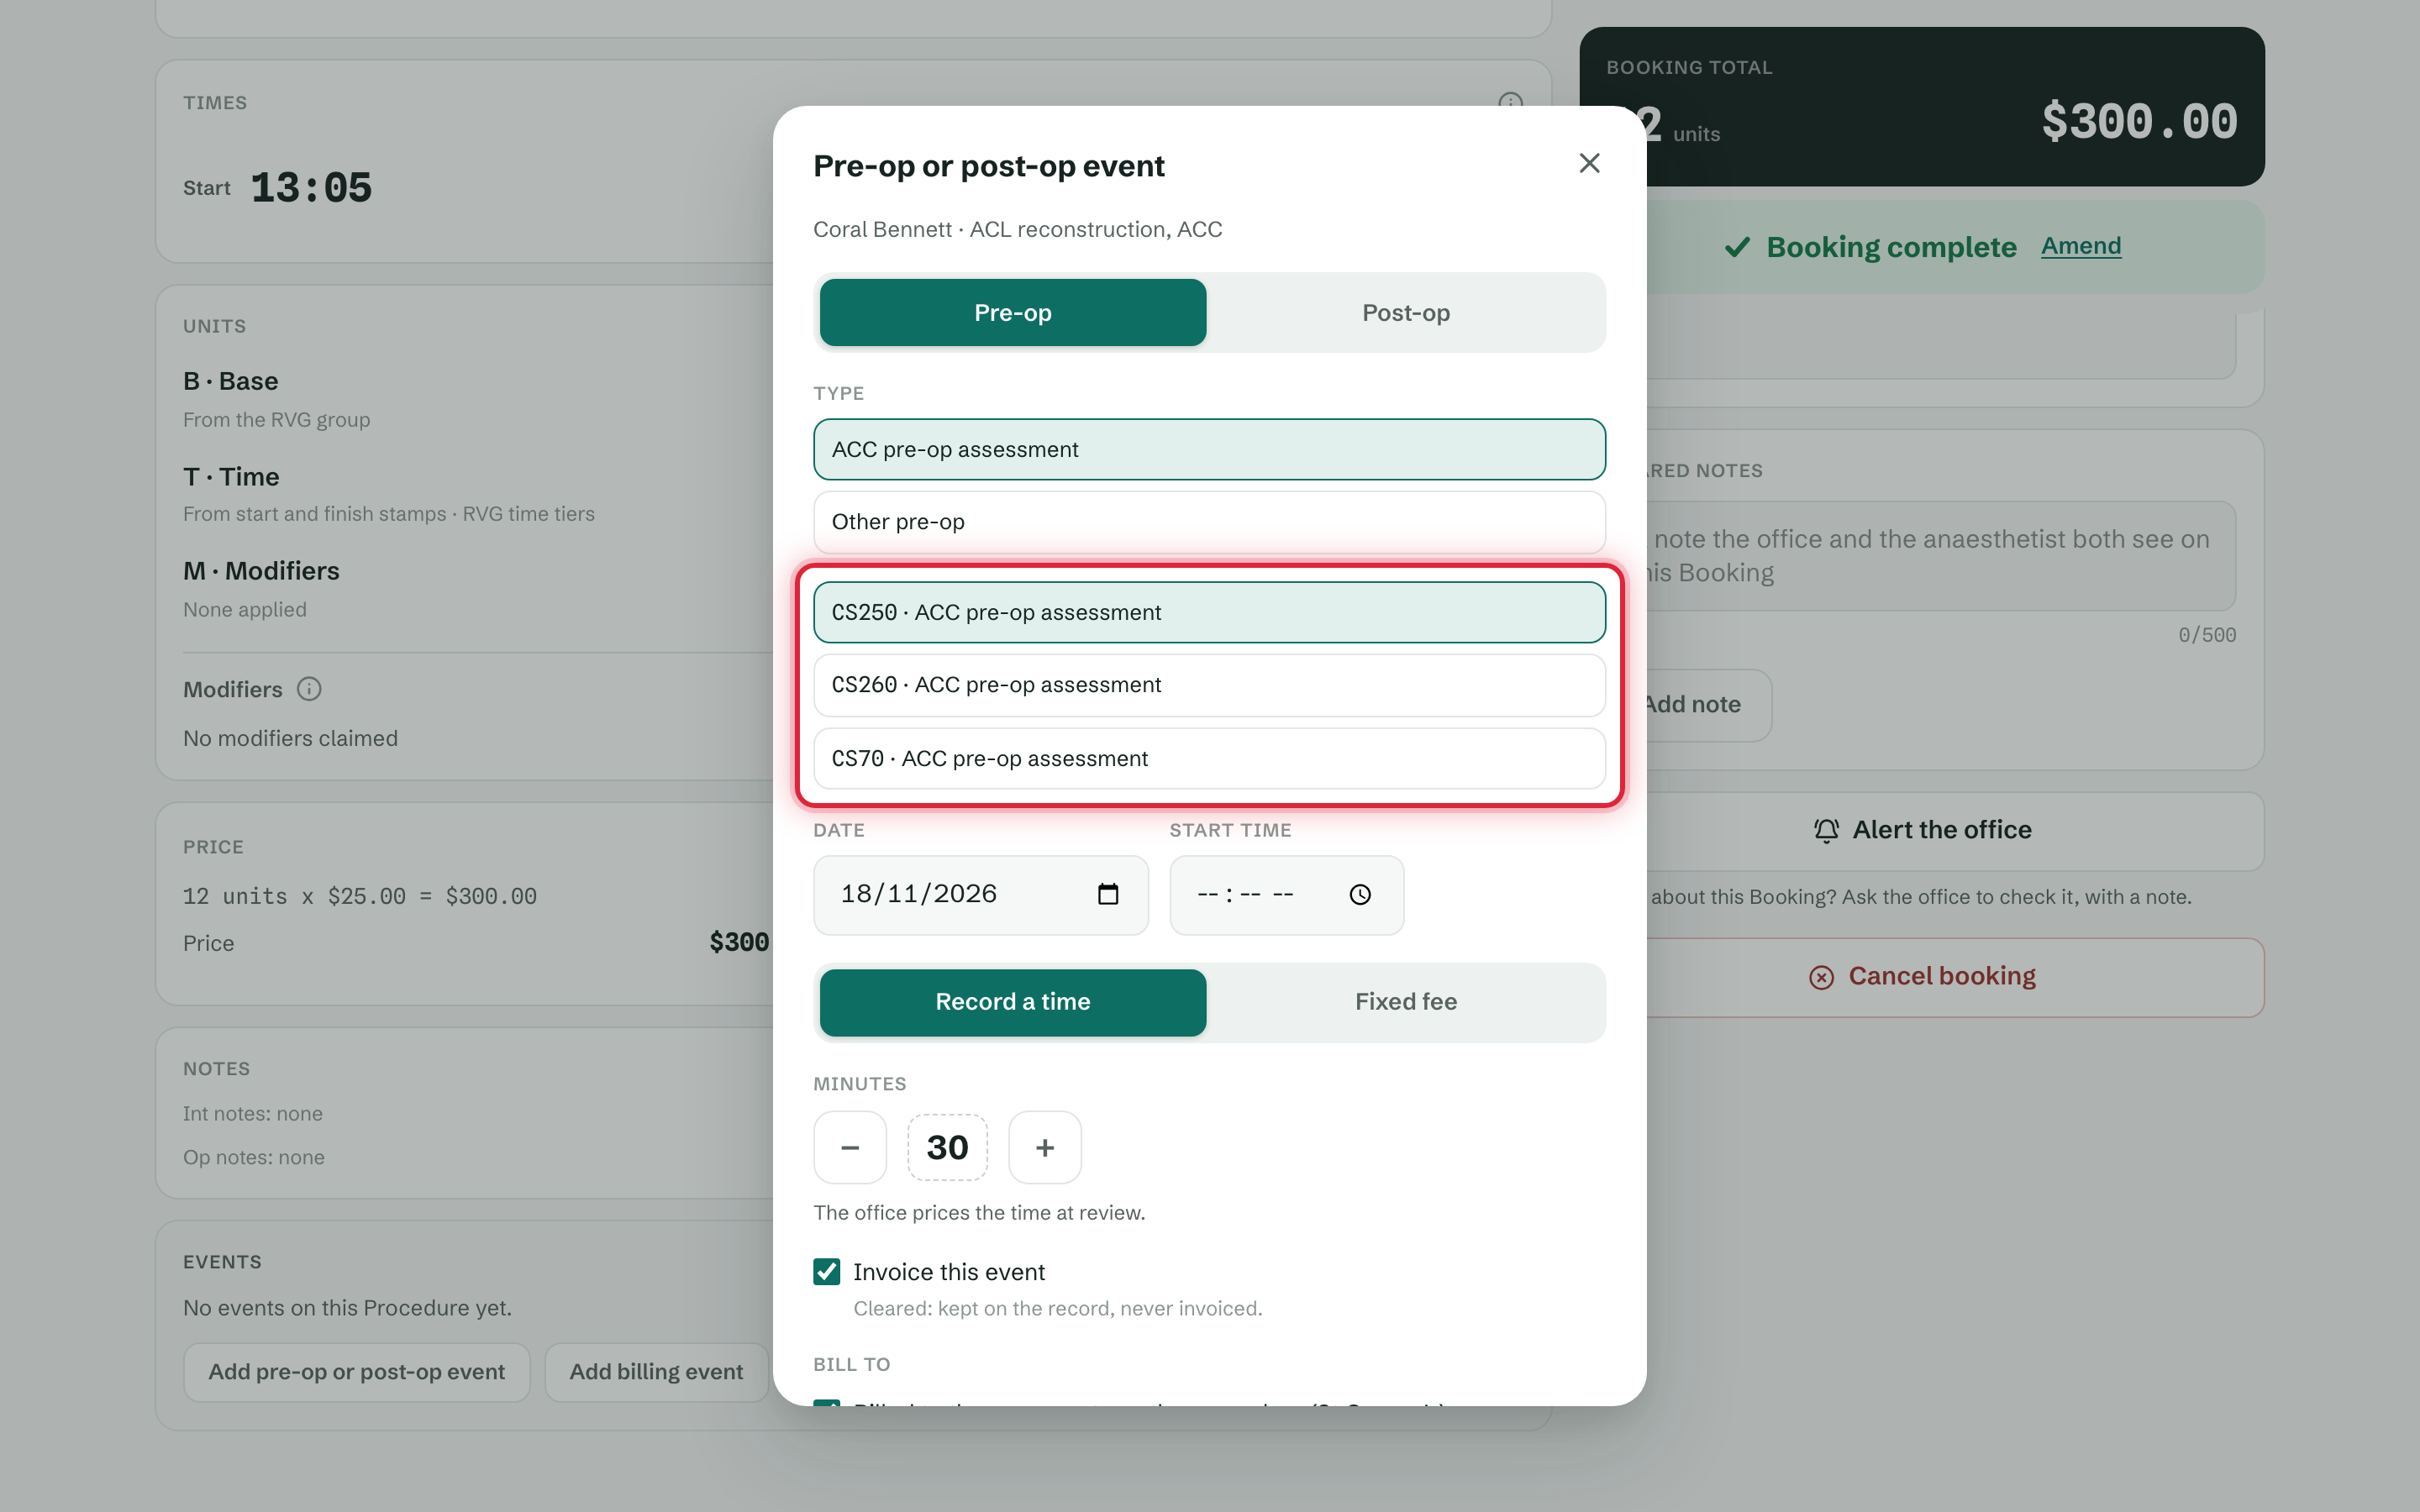 TIMES
Start 13:05
UNITS
B · Base
From the RVG group
T · Time
From start and finish stamps · RVG time tiers
M · Modifiers
None applied
Modifiers
No modifiers claimed
PRICE
12 units x $25.00 = $300.00
Price $300
NOTES
Int notes: none
Op notes: none
EVENTS
No events on this Procedure yet.
Add pre-op or post-op event
Add billing event
Pre-op or post-op event
Coral Bennett · ACL reconstruction, ACC
Pre-op
Post-op
TYPE
ACC pre-op assessment
Other pre-op
CS250 · ACC pre-op assessment
CS260 · ACC pre-op assessment
CS70 · ACC pre-op assessment
DATE
START TIME
18/11/2026
-- : -- --
Record a time
Fixed fee
MINUTES
− 30 +
The office prices the time at review.
Invoice this event
Cleared: kept on the record, never invoiced.
BILL TO
BOOKING TOTAL
2 units $300.00
Booking complete Amend
NOTES
note the office and the anaesthetist both see on
Booking
0/500
Add note
Alert the office
about this Booking? Ask the office to check it, with a note.
Cancel booking